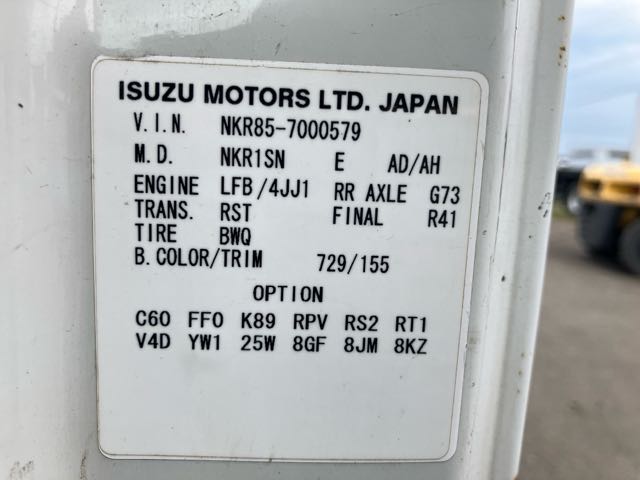 ISUZU MOTORS LTD. JAPAN
V.I.N. NKR85-7000579
M.D. NKR1SN E AD/AH
ENGINE LFB/4JJ1 RR AXLE G73
TRANS. RST FINAL R41
TIRE BWQ
B.COLOR/TRIM 729/155
OPTION
C60 FF0 K89 RPV RS2 RT1
V4D YW1 25W 8GF 8JM 8KZ